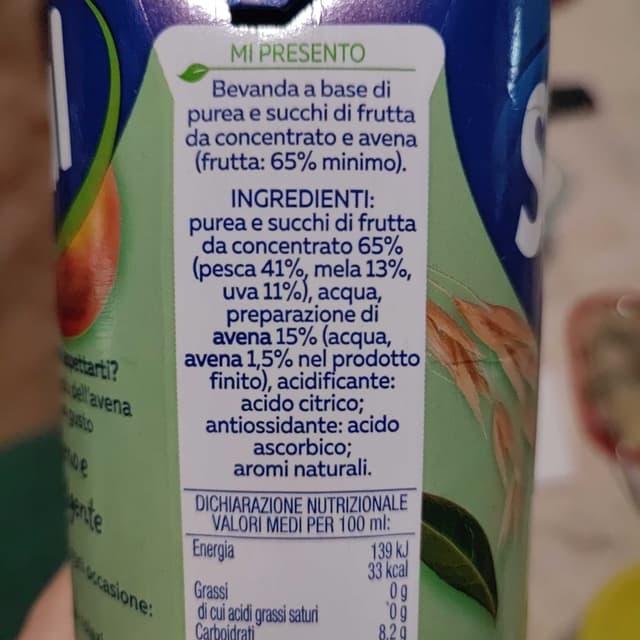 MI PRESENTO
Bevanda a base di
purea e succhi di frutta
da concentrato e avena
(frutta: 65% minimo).
INGREDIENTI:
purea e succhi di frutta
da concentrato 65%
(pesca 41%, mela 13%,
uva 11%), acqua,
preparazione di
avena 15% (acqua,
avena 1,5% nel prodotto
finito), acidificante:
acido citrico;
antiossidante: acido
ascorbico;
aromi naturali.
DICHIARAZIONE NUTRIZIONALE
VALORI MEDI PER 100 ml:
Energia 139 kJ
33 kcal
Grassi 0 g
di cui acidi grassi saturi 0 g
Carboidrati 8,2 g
dell'avena
gusto
occasione: